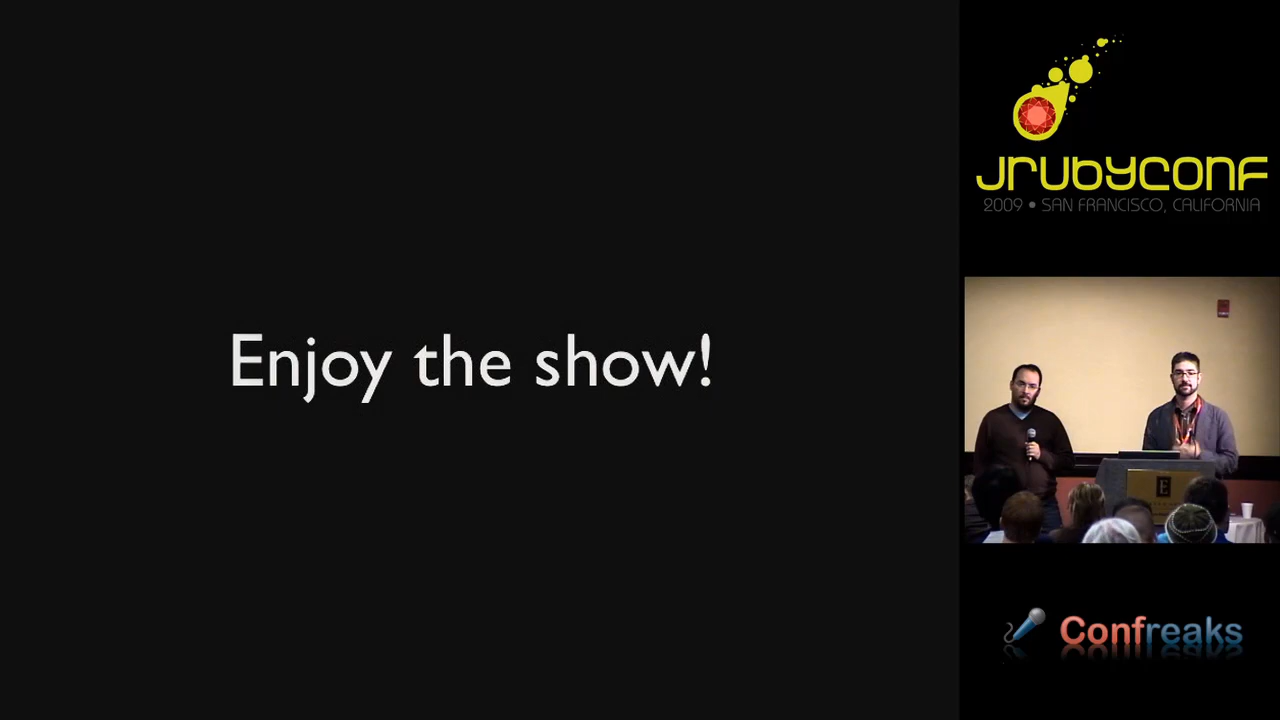 Enjoy the show!
JRUBYCONF
2009 • SAN FRANCISCO, CALIFORNIA
E
Confreaks